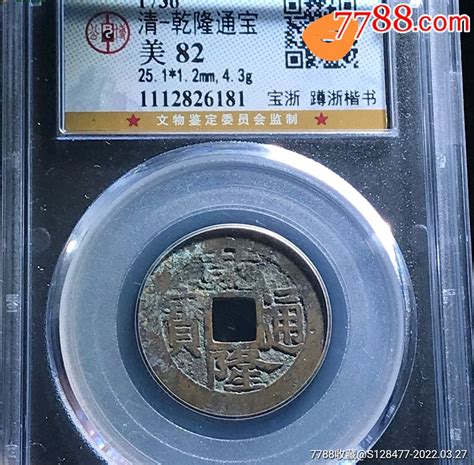 1736
清-乾隆通宝
美 82
25.1*1.2mm,4.3g
1112826181
宝浙 蹲浙楷书
★ 文物鉴定委员会监制 ★
7788.com
乾隆通寳
7788收藏@S128477-2022.03.27